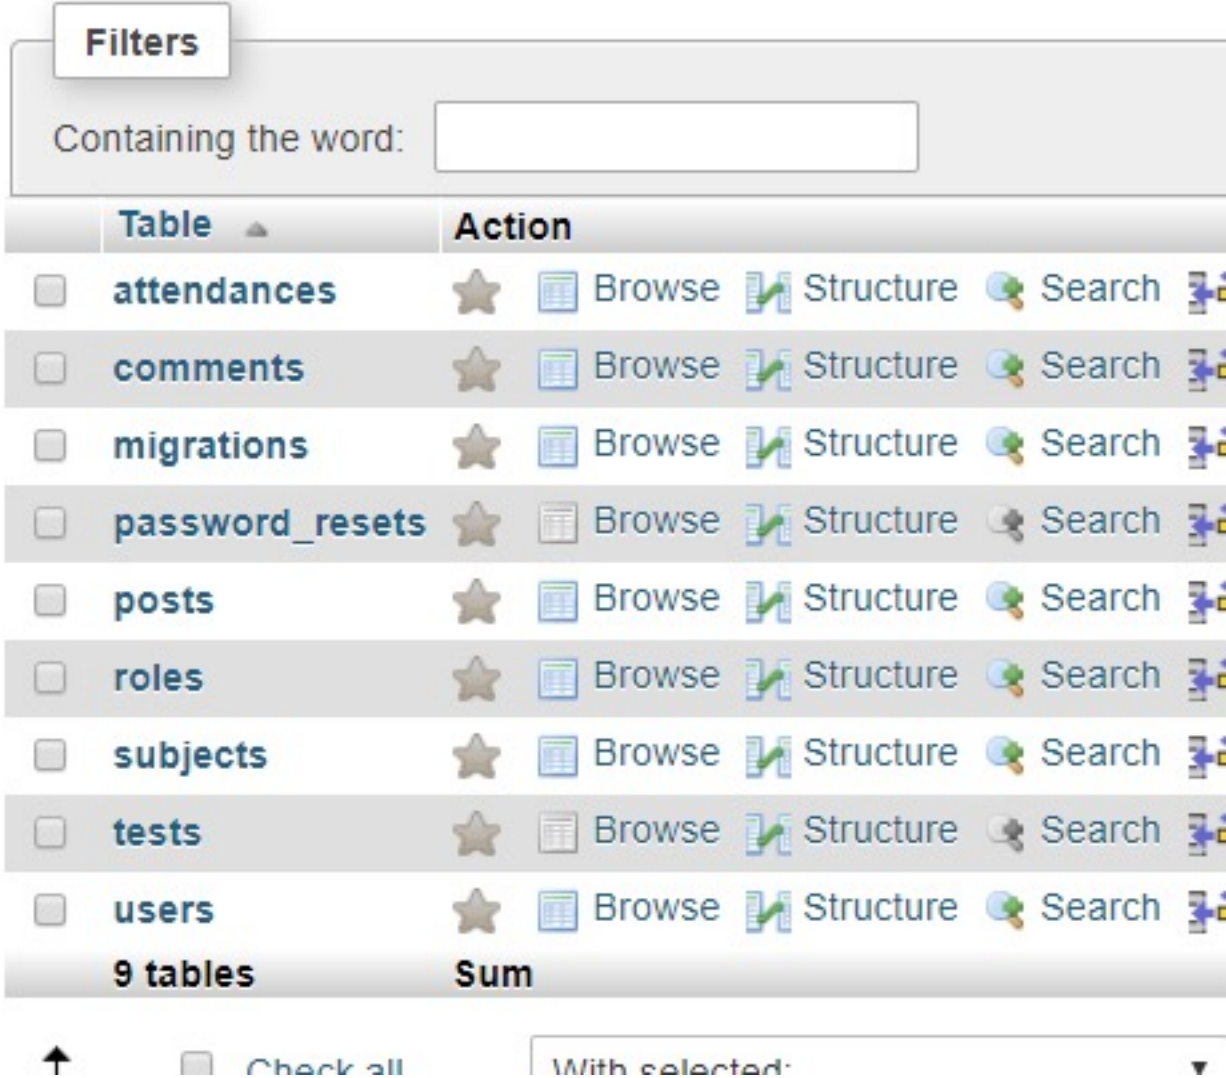 Filters
Containing the word:
Table Action
attendances Browse Structure Search
comments Browse Structure Search
migrations Browse Structure Search
password_resets Browse Structure Search
posts Browse Structure Search
roles Browse Structure Search
subjects Browse Structure Search
tests Browse Structure Search
users Browse Structure Search
9 tables Sum
Check all With selected: